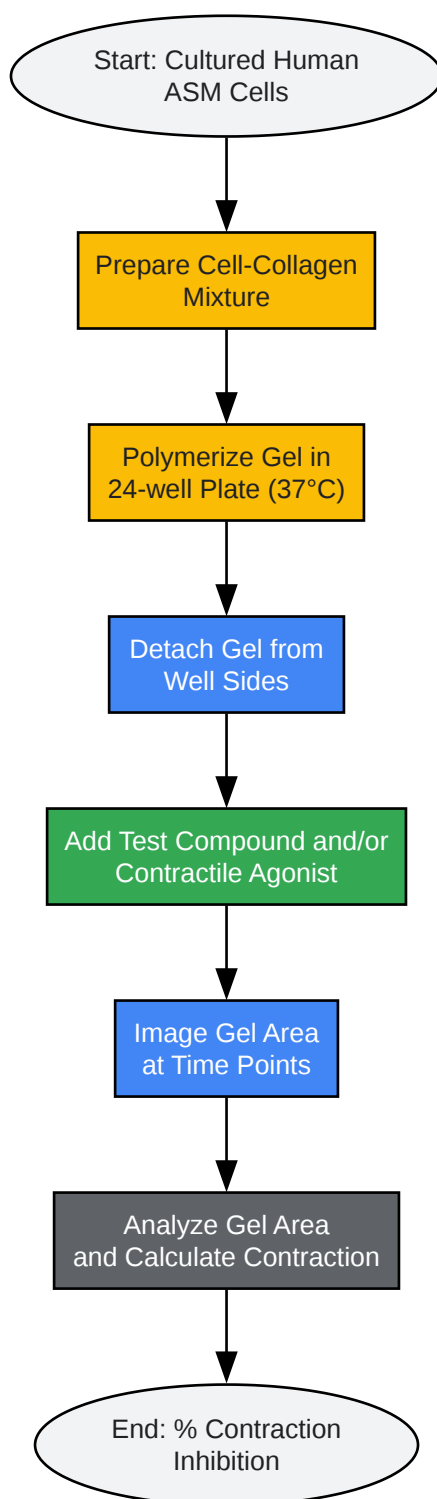 Start: Cultured Human
ASM Cells
Prepare Cell-Collagen
Mixture
Polymerize Gel in
24-well Plate (37°C)
Detach Gel from
Well Sides
Add Test Compound and/or
Contractile Agonist
Image Gel Area
at Time Points
Analyze Gel Area
and Calculate Contraction
End: % Contraction
Inhibition